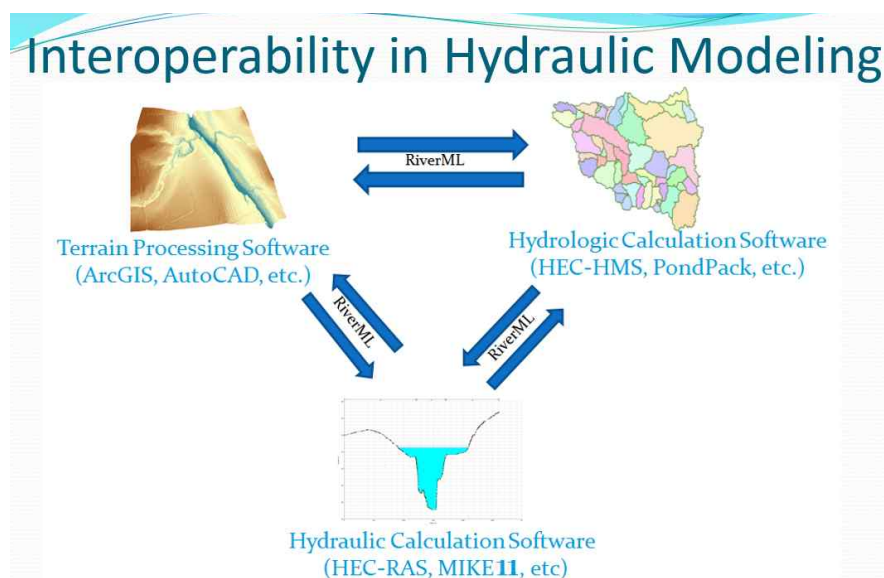 Interoperability in Hydraulic Modeling
RiverML
Terrain Processing Software
(ArcGIS, AutoCAD, etc.)
Hydrologic Calculation Software
(HEC-HMS, PondPack, etc.)
RiverML
RiverML
Hydraulic Calculation Software
(HEC-RAS, MIKE11, etc)